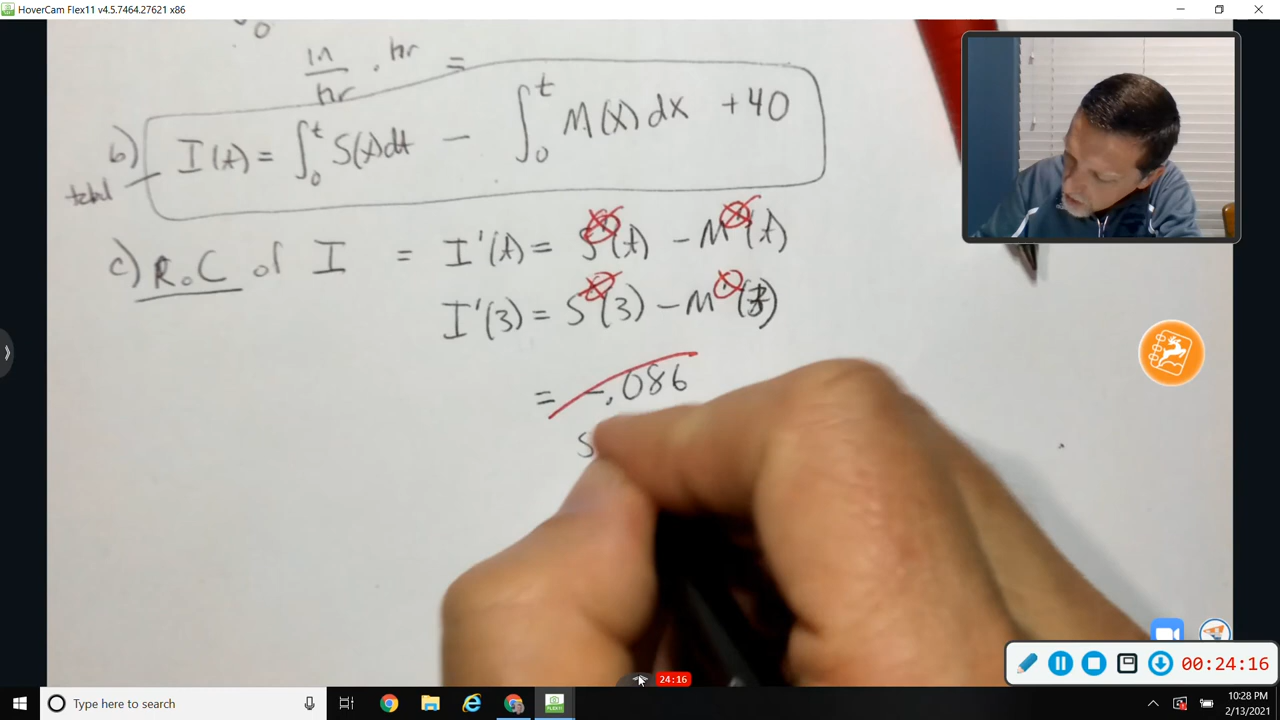 HoverCam Flex11 v4.5.7464.27621 x86
in/hr · hr =
b) I(t) = ∫₀ᵗ S(x)dt − ∫₀ᵗ M(x)dx + 40
total
c) R.o.C of I = I'(t) = S'(t) − M'(t)
I'(3) = S'(3) − M'(3)
= −.086
S
00:24:16
24:16
Type here to search
FLEX11
10:28 PM
2/13/2021